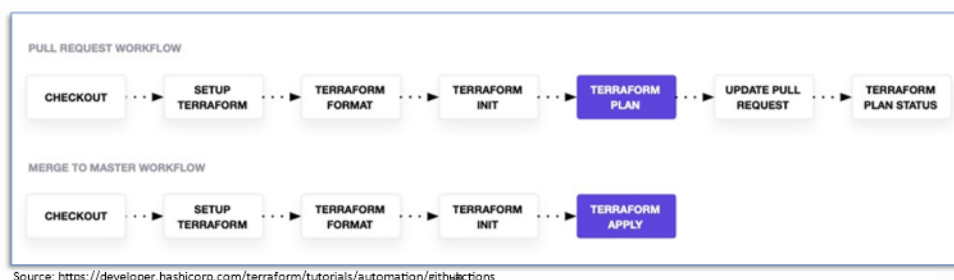 PULL REQUEST WORKFLOW
CHECKOUT
SETUP
TERRAFORM
TERRAFORM
FORMAT
TERRAFORM
INIT
TERRAFORM
PLAN
UPDATE PULL
REQUEST
TERRAFORM
PLAN STATUS
MERGE TO MASTER WORKFLOW
CHECKOUT
SETUP
TERRAFORM
TERRAFORM
FORMAT
TERRAFORM
INIT
TERRAFORM
APPLY
Source: https://developer.hashicorp.com/terraform/tutorials/automation/github-actions